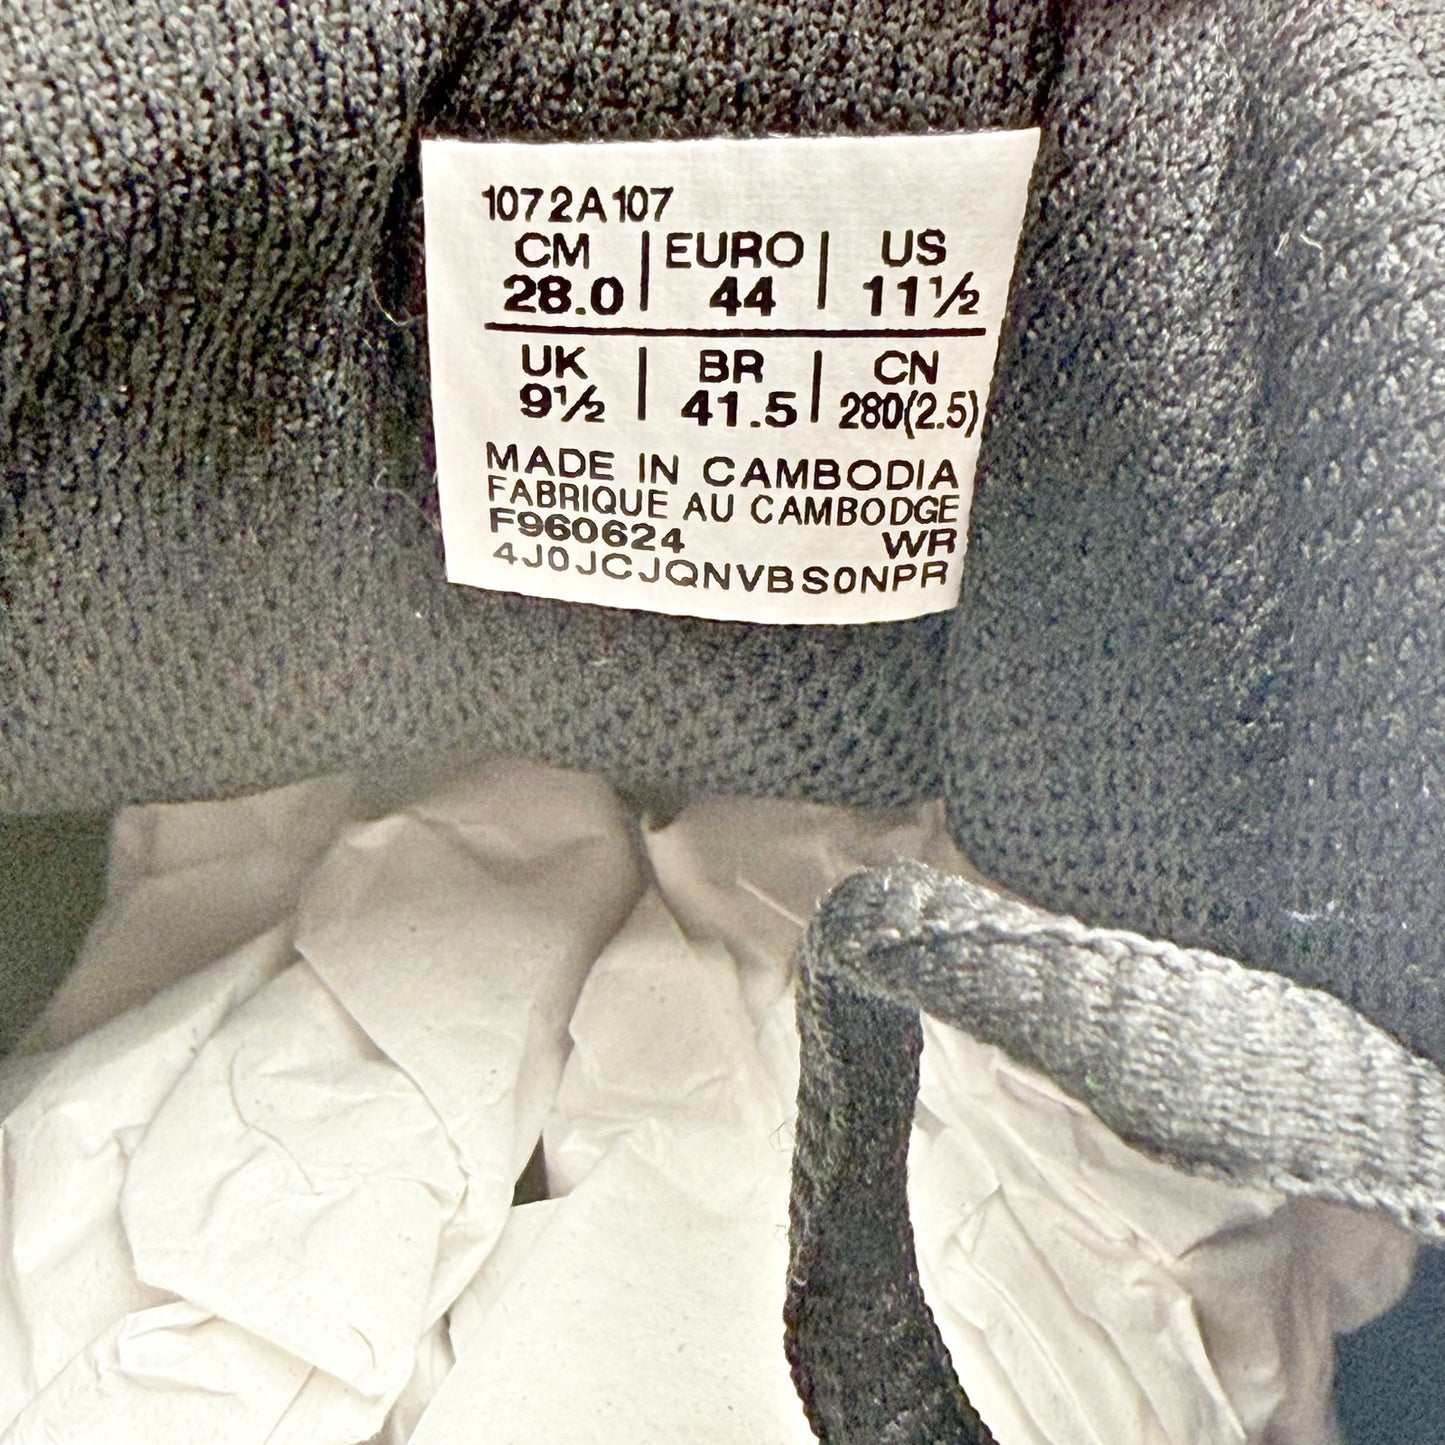 1072A107
CM | EURO | US
28.0 | 44 | 11½
UK | BR | CN
9½ | 41.5 | 280(2.5)
MADE IN CAMBODIA
FABRIQUE AU CAMBODGE
F960624 WR
4J0JCJQNVBS0NPR